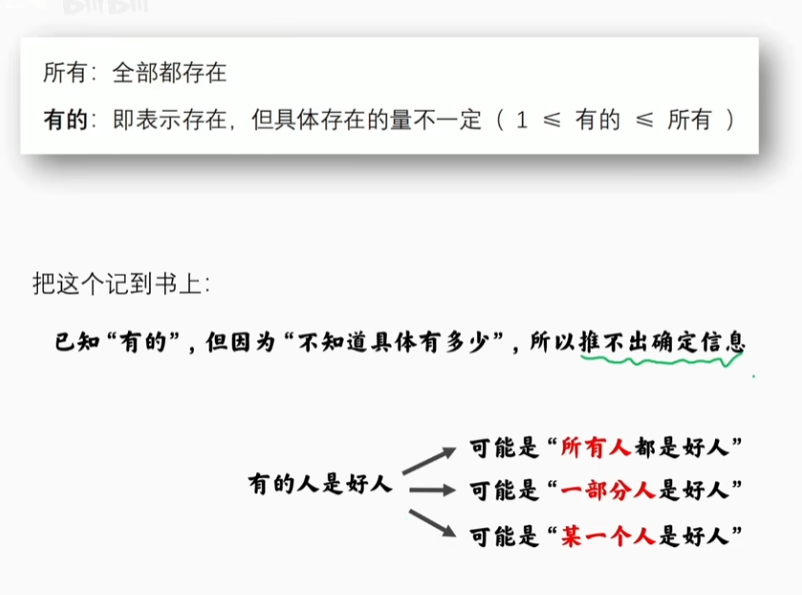 所有：全部都存在
有的：即表示存在，但具体存在的量不一定（ 1 ≤ 有的 ≤ 所有 ）
把这个记到书上：
已知“有的”，但因为“不知道具体有多少”，所以推不出确定信息
可能是“所有人都是好人”
有的人是好人
可能是“一部分人是好人”
可能是“某一个人是好人”